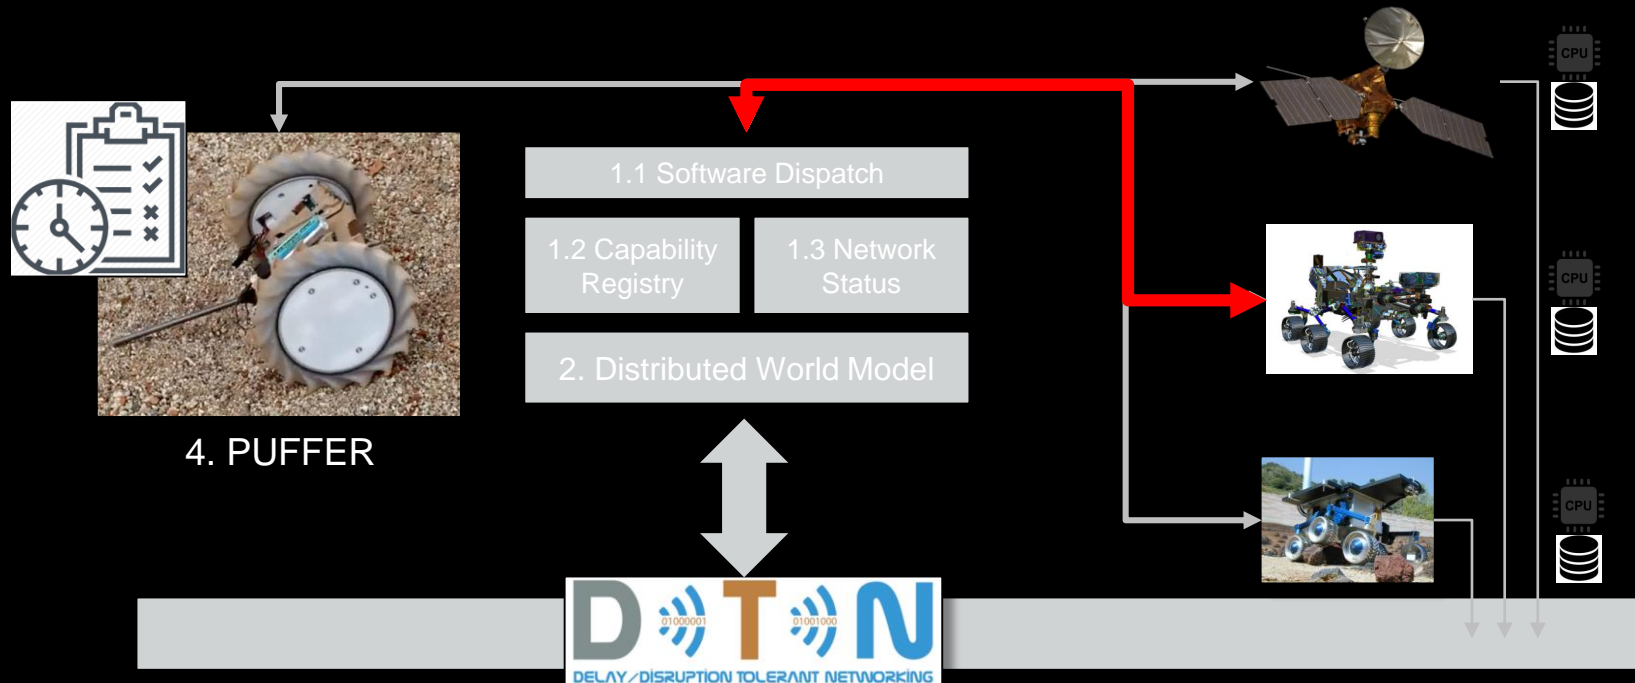 CPU
1.1 Software Dispatch
1.2 Capability
Registry
1.3 Network
Status
CPU
2. Distributed World Model
4. PUFFER
CPU
D T N
01000001 01001000
DELAY/DISRUPTION TOLERANT NETWORKING